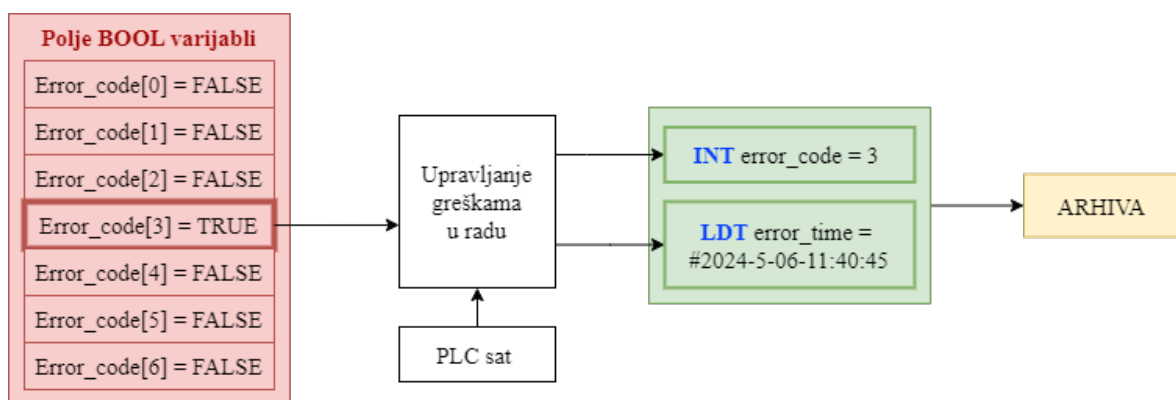 Polje BOOL varijabli
Error_code[0] = FALSE
Error_code[1] = FALSE
Error_code[2] = FALSE
Error_code[3] = TRUE
Error_code[4] = FALSE
Error_code[5] = FALSE
Error_code[6] = FALSE
Upravljanje
greškama
u radu
PLC sat
INT error_code = 3
LDT error_time =
#2024-5-06-11:40:45
ARHIVA